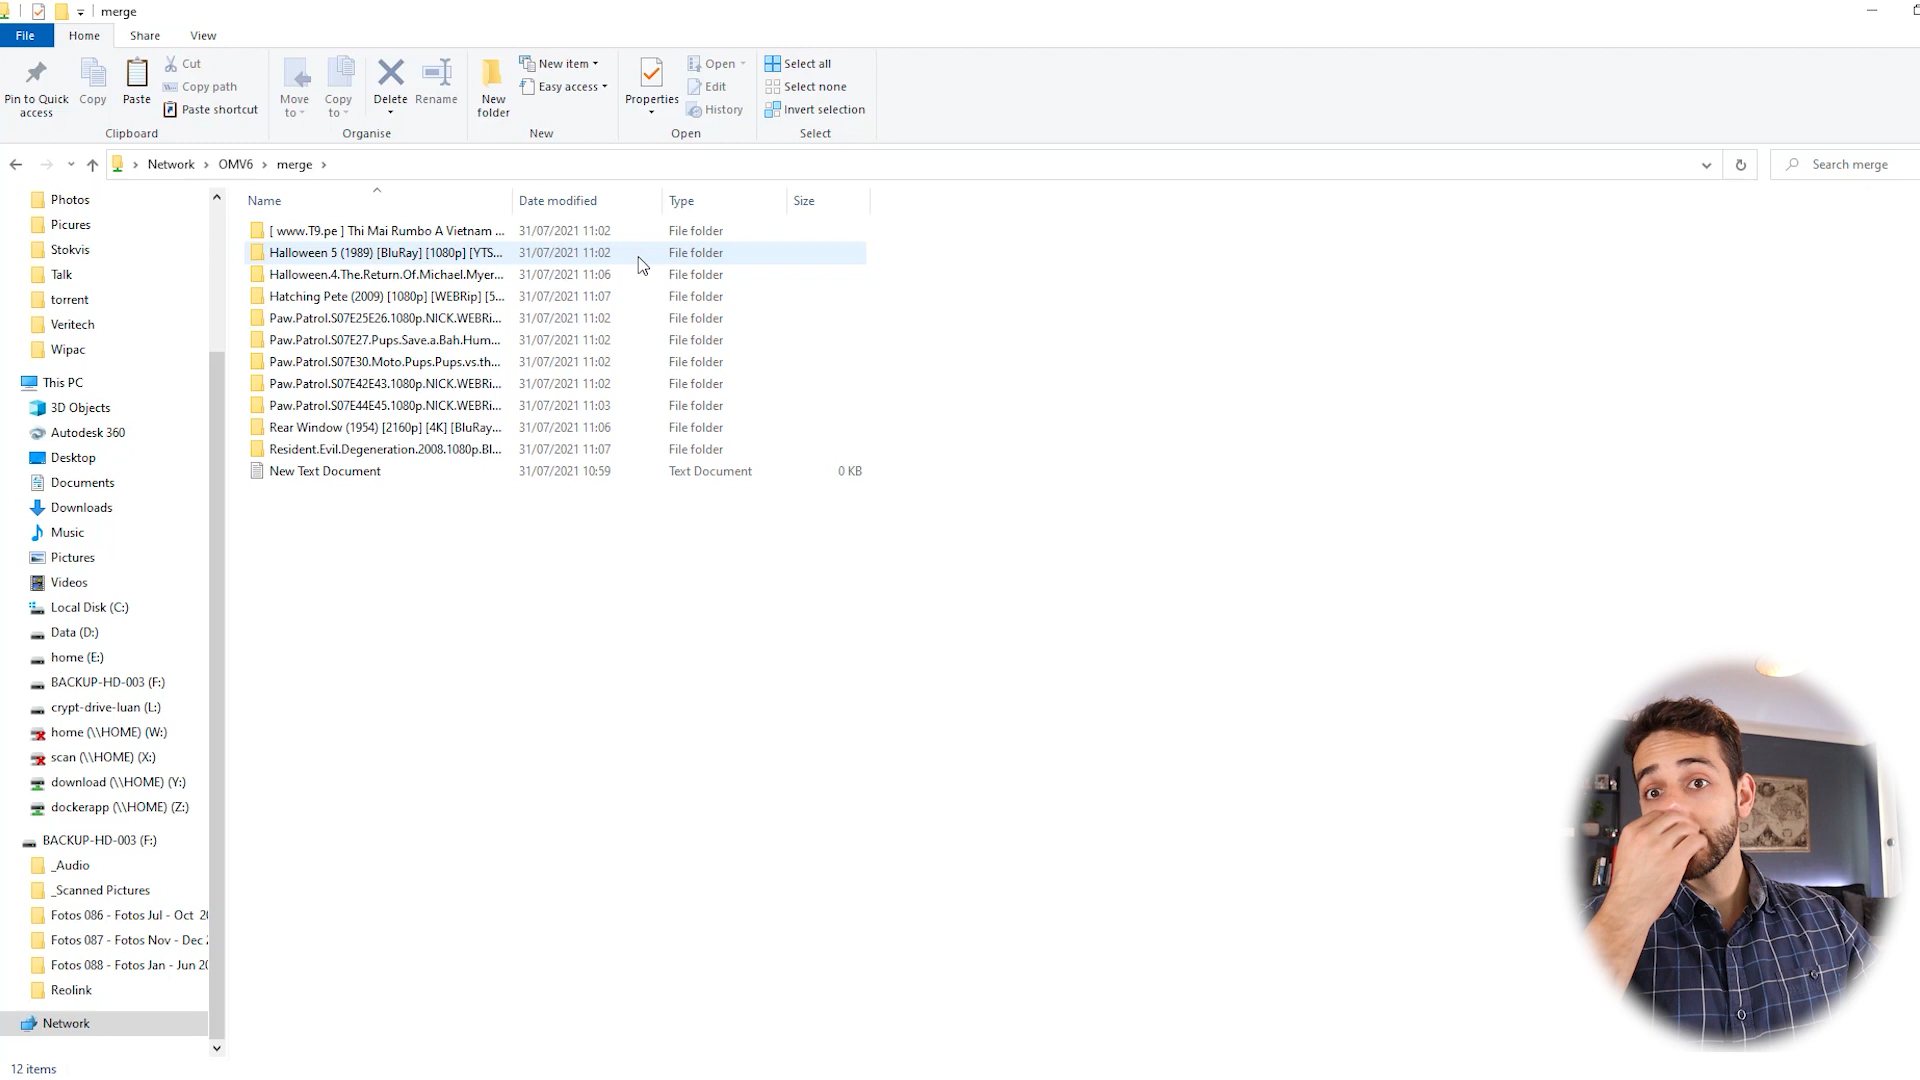 merge
File Home Share View
Pin to Quick access
Copy
Paste
Cut
Copy path
Paste shortcut
Clipboard
Move to
Copy to
Delete
Rename
Organise
New folder
New item
Easy access
New
Properties
Open
Edit
History
Open
Select all
Select none
Invert selection
Select
Network > OMV6 > merge >
Search merge
Photos
Picures
Stokvis
Talk
torrent
Veritech
Wipac
This PC
3D Objects
Autodesk 360
Desktop
Documents
Downloads
Music
Pictures
Videos
Local Disk (C:)
Data (D:)
home (E:)
BACKUP-HD-003 (F:)
crypt-drive-luan (L:)
home (\\HOME) (W:)
scan (\\HOME) (X:)
download (\\HOME) (Y:)
dockerapp (\\HOME) (Z:)
BACKUP-HD-003 (F:)
_Audio
_Scanned Pictures
Fotos 086 - Fotos Jul - Oct 20
Fotos 087 - Fotos Nov - Dec
Fotos 088 - Fotos Jan - Jun 20
Reolink
Network
Name Date modified Type Size
[ www.T9.pe ] Thi Mai Rumbo A Vietnam ... 31/07/2021 11:02 File folder
Halloween 5 (1989) [BluRay] [1080p] [YTS... 31/07/2021 11:02 File folder
Halloween.4.The.Return.Of.Michael.Myer... 31/07/2021 11:06 File folder
Hatching Pete (2009) [1080p] [WEBRip] [5... 31/07/2021 11:07 File folder
Paw.Patrol.S07E25E26.1080p.NICK.WEBRi... 31/07/2021 11:02 File folder
Paw.Patrol.S07E27.Pups.Save.a.Bah.Hum... 31/07/2021 11:02 File folder
Paw.Patrol.S07E30.Moto.Pups.Pups.vs.th... 31/07/2021 11:02 File folder
Paw.Patrol.S07E42E43.1080p.NICK.WEBRi... 31/07/2021 11:02 File folder
Paw.Patrol.S07E44E45.1080p.NICK.WEBRi... 31/07/2021 11:03 File folder
Rear Window (1954) [2160p] [4K] [BluRay... 31/07/2021 11:06 File folder
Resident.Evil.Degeneration.2008.1080p.Bl... 31/07/2021 11:07 File folder
New Text Document 31/07/2021 10:59 Text Document 0 KB
12 items